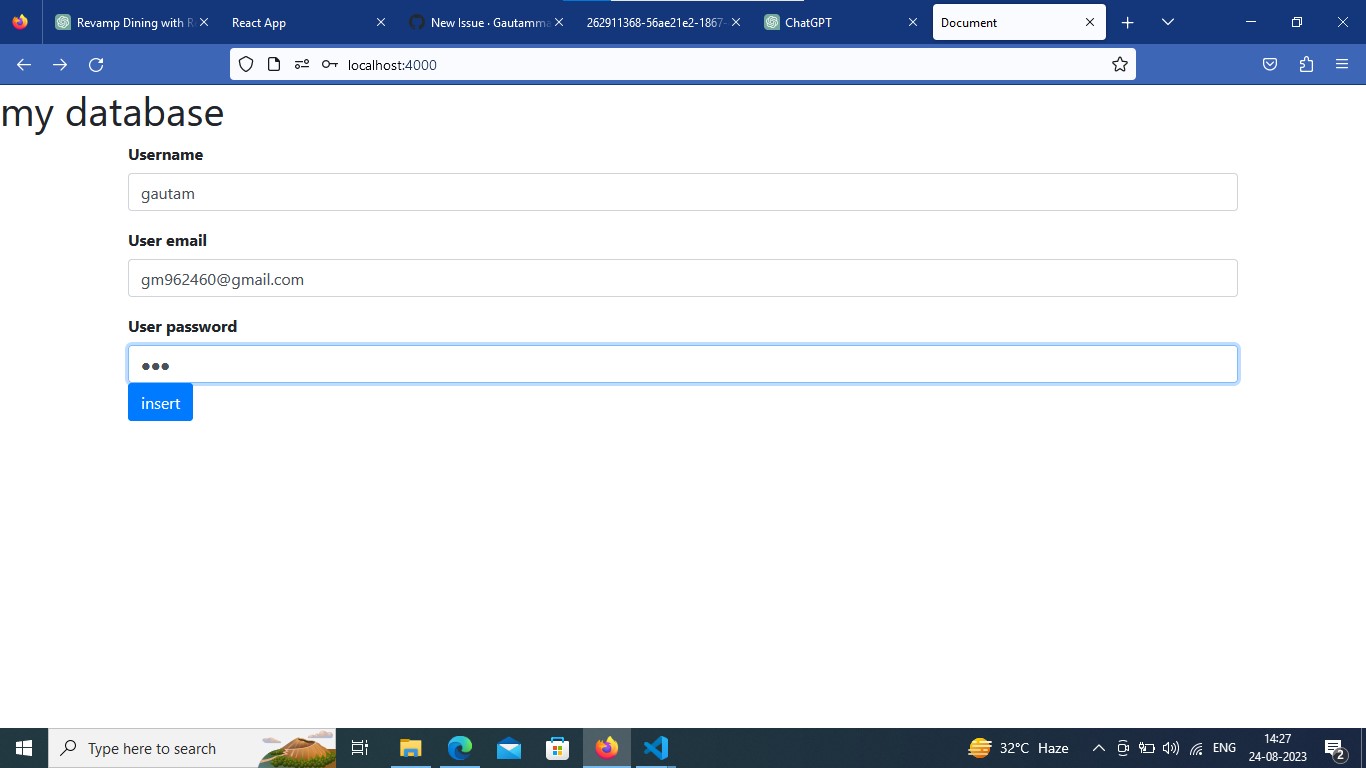 Revamp Dining with R
React App
New Issue · Gautamma
262911368-56ae21e2-1867-
ChatGPT
Document
localhost:4000
my database
Username
gautam
User email
gm962460@gmail.com
User password
●●●
insert
Type here to search
32°C Haze
ENG
14:27
24-08-2023
2